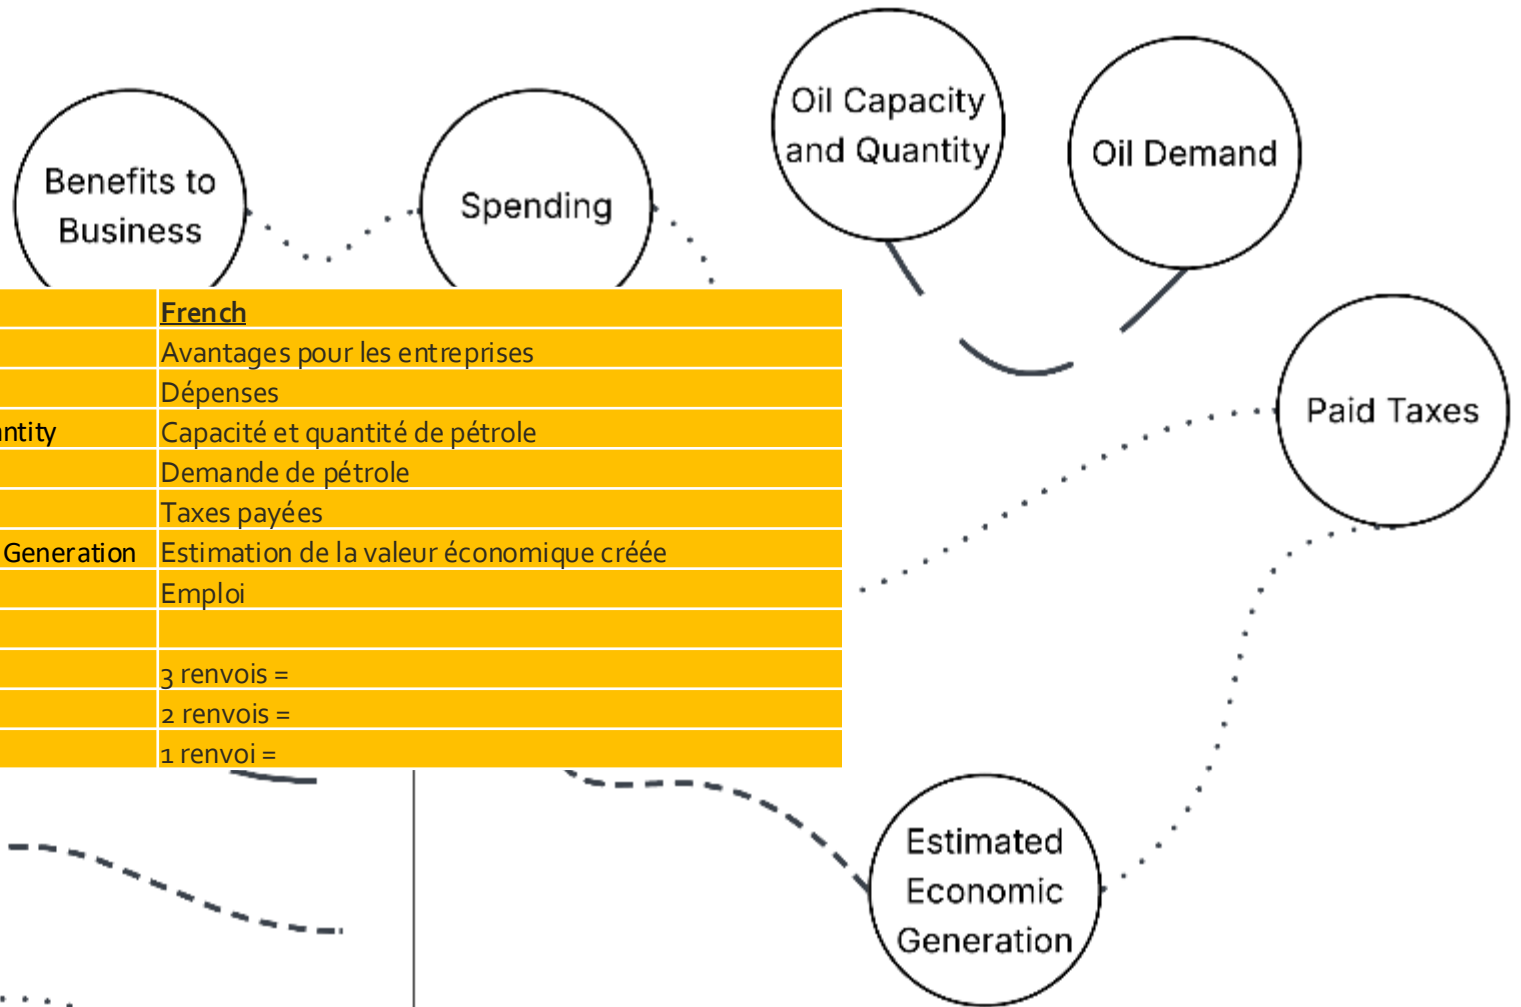 Oil Capacity
and Quantity
Oil Demand
Benefits to
Business
Spending
French
Avantages pour les entreprises
Dépenses
Capacité et quantité de pétrole
Demande de pétrole
Taxes payées
Generation Estimation de la valeur économique créée
Emploi
3 renvois =
2 renvois =
1 renvoi =
Paid Taxes
Estimated
Economic
Generation